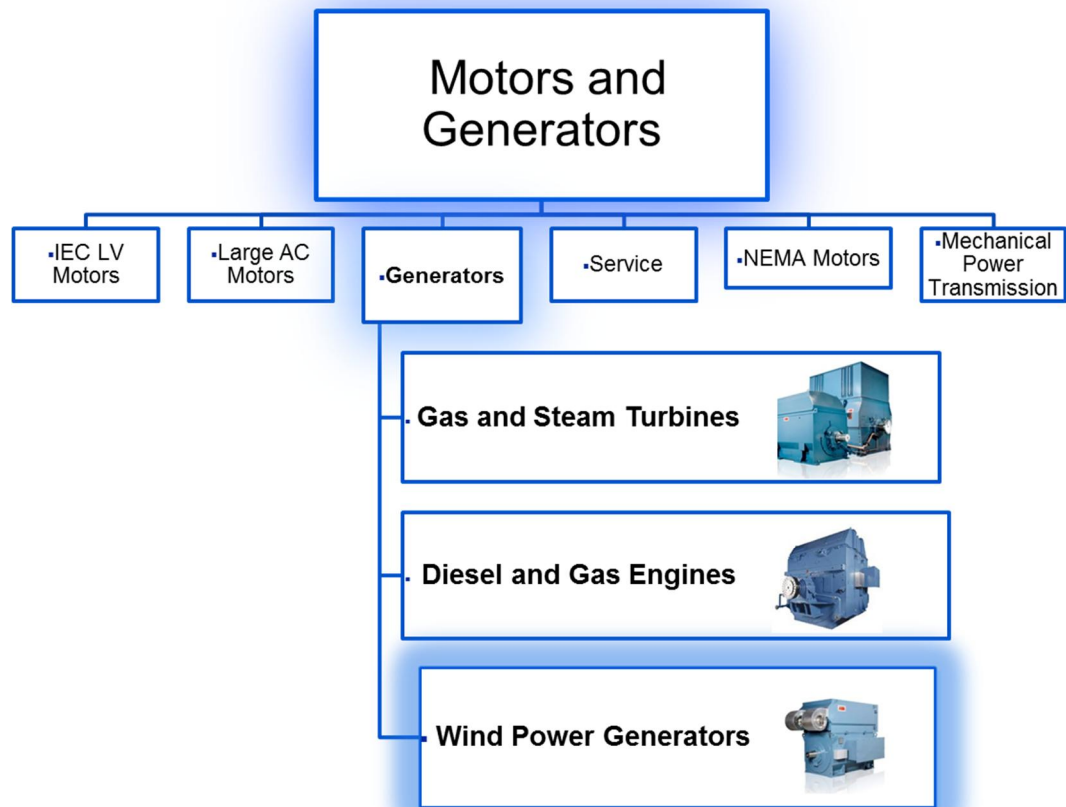 Motors and
Generators
▪IEC LV
Motors
▪Large AC
Motors
▪Generators
▪Service
▪NEMA Motors
▪Mechanical
Power
Transmission
▪ Gas and Steam Turbines
▪ Diesel and Gas Engines
▪ Wind Power Generators